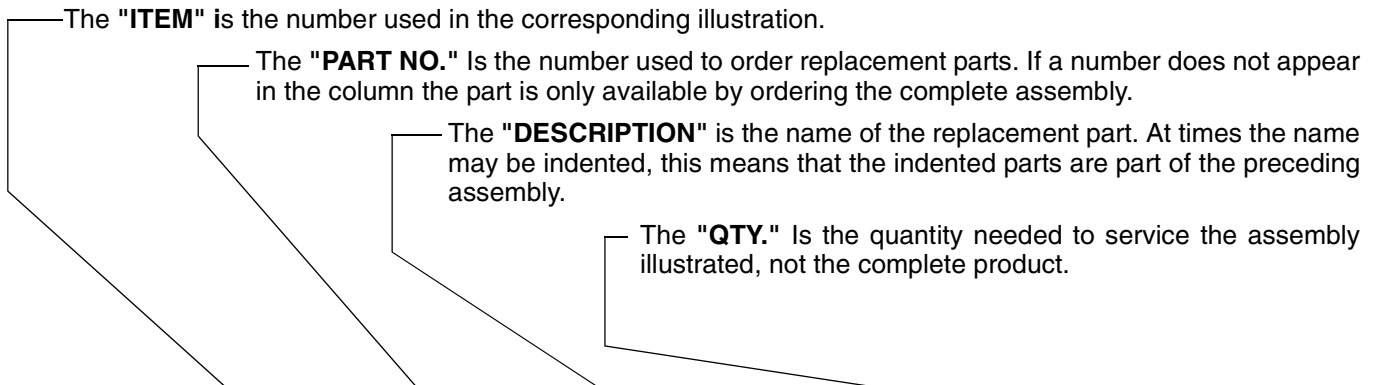 The "ITEM" is the number used in the corresponding illustration.
The "PART NO." Is the number used to order replacement parts. If a number does not appear
in the column the part is only available by ordering the complete assembly.
The "DESCRIPTION" is the name of the replacement part. At times the name
may be indented, this means that the indented parts are part of the preceding
assembly.
The "QTY." Is the quantity needed to service the assembly
illustrated, not the complete product.